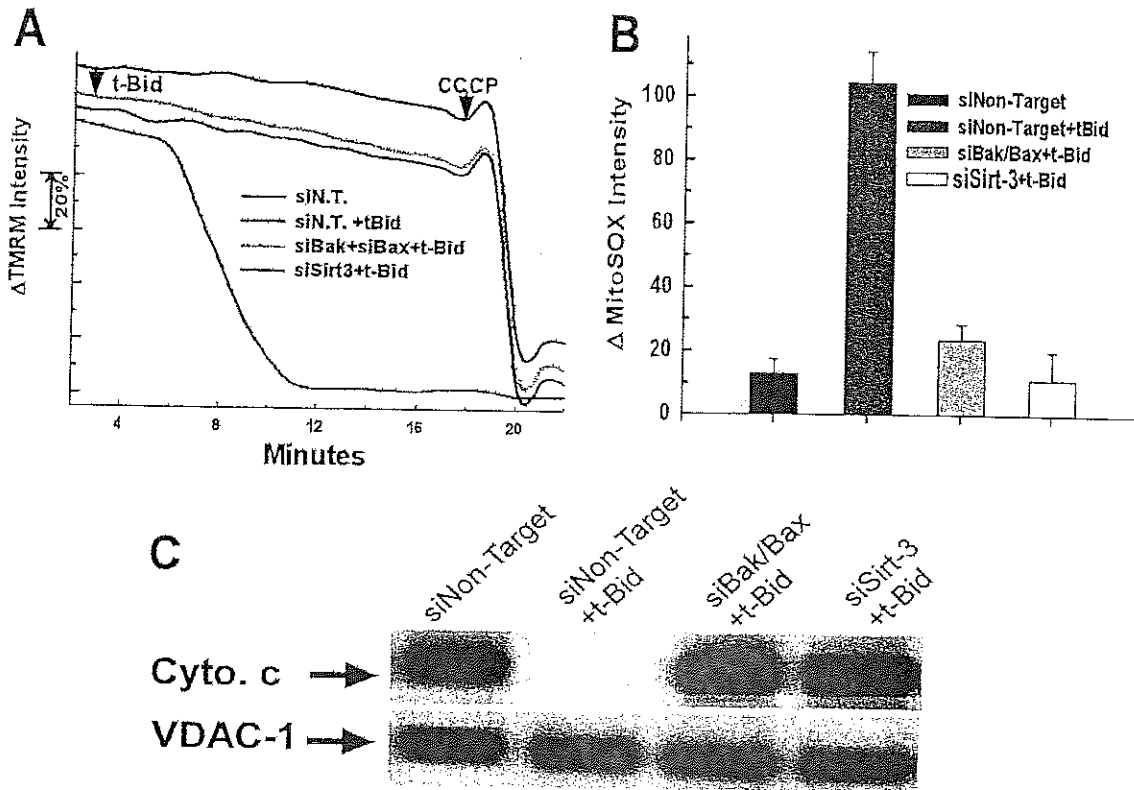 A
t-Bid
CCCP
ΔTMRM Intensity
20%
siN.T.
siN.T. +tBid
siBak+siBax+t-Bid
siSirt3+t-Bid
4
8
12
16
20
Minutes
B
Δ MitoSOX Intensity
100
80
60
40
20
0
siNon-Target
siNon-Target+tBid
siBak/Bax+t-Bid
siSirt-3+t-Bid
C
siNon-Target
siNon-Target
+t-Bid
siBak/Bax
+t-Bid
siSirt-3
+t-Bid
Cyto. c
VDAC-1